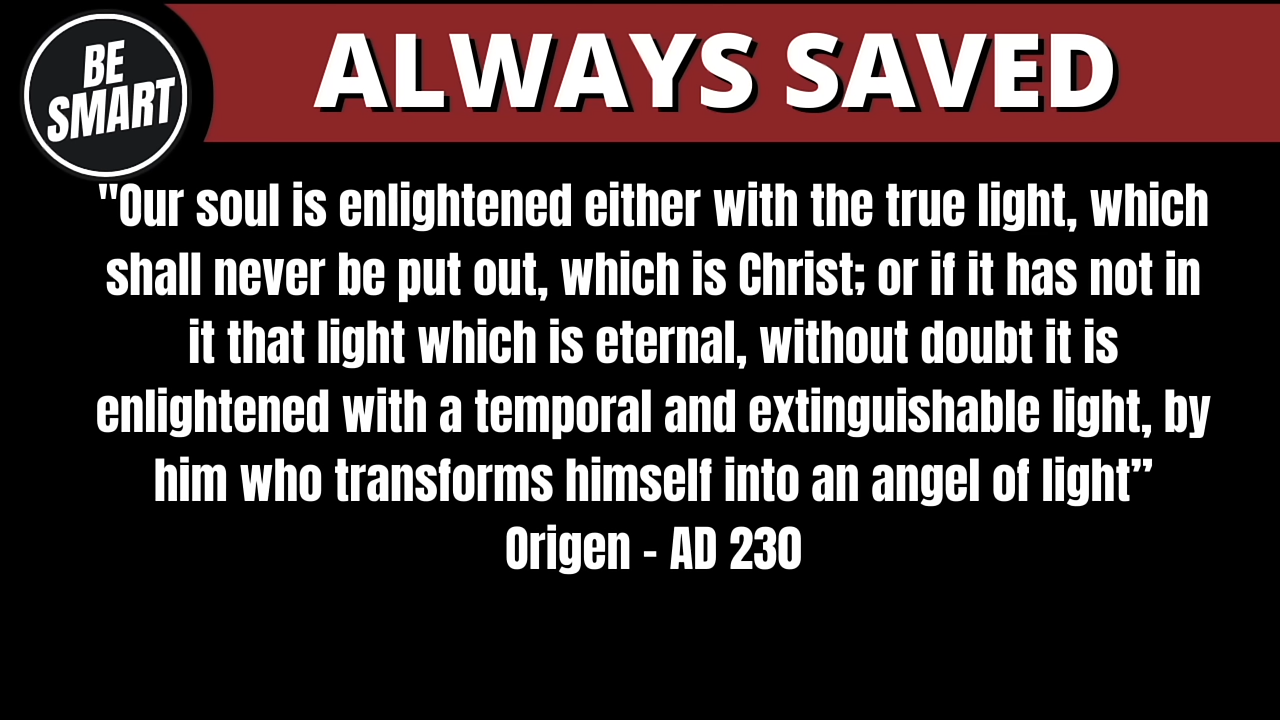 BE
SMART
ALWAYS SAVED
"Our soul is enlightened either with the true light, which
shall never be put out, which is Christ; or if it has not in
it that light which is eternal, without doubt it is
enlightened with a temporal and extinguishable light, by
him who transforms himself into an angel of light”
Origen - AD 230